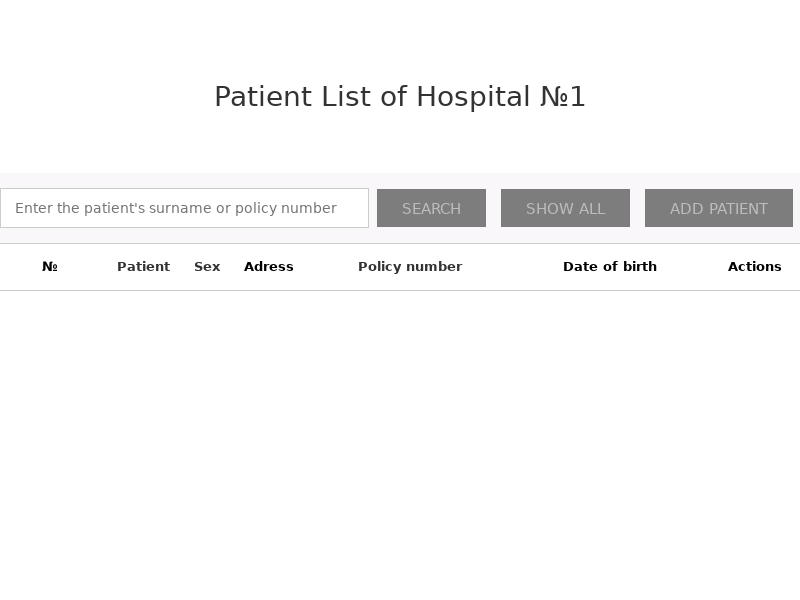 Patient List of Hospital №1
Enter the patient's surname or policy number SEARCH SHOW ALL ADD PATIENT
№ Patient Sex Adress Policy number Date of birth Actions